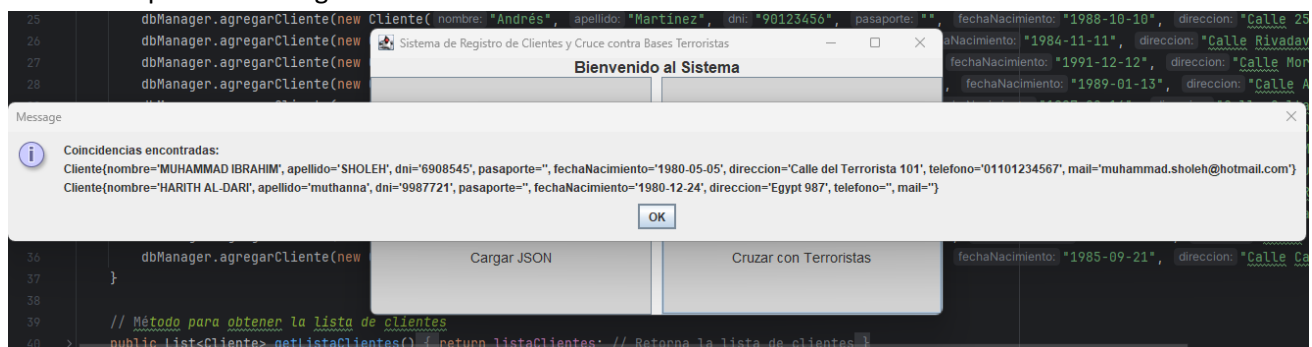 25 dbManager.agregarCliente(new Cliente( nombre: "Andrés", apellido: "Martinez", dni: "90123456", pasaporte: "", fechaNacimiento: "1988-10-10", direccion: "Calle 25
26 dbManager.agregarCliente(new
Sistema de Registro de Clientes y Cruce contra Bases Terroristas
aNacimiento: "1984-11-11", direccion: "Calle Rivadav
27 dbManager.agregarCliente(new
Bienvenido al Sistema
fechaNacimiento: "1991-12-12", direccion: "Calle Mor
28 dbManager.agregarCliente(new
, fechaNacimiento: "1989-01-13", direccion: "Calle A
Message
Coincidencias encontradas:
Cliente{nombre='MUHAMMAD IBRAHIM', apellido='SHOLEH', dni='6908545', pasaporte='', fechaNacimiento='1980-05-05', direccion='Calle del Terrorista 101', telefono='01101234567', mail='muhammad.sholeh@hotmail.com'}
Cliente{nombre='HARITH AL-DARI', apellido='muthanna', dni='9987721', pasaporte='', fechaNacimiento='1980-12-24', direccion='Egypt 987', telefono='', mail=''}
OK
36 dbManager.agregarCliente(new
Cargar JSON
Cruzar con Terroristas
fechaNacimiento: "1985-09-21", direccion: "Calle Ca
37 }
38
39 // Método para obtener la lista de clientes
40 public List<Cliente> getListaClientes() { return listaClientes; // Retorna la lista de clientes }